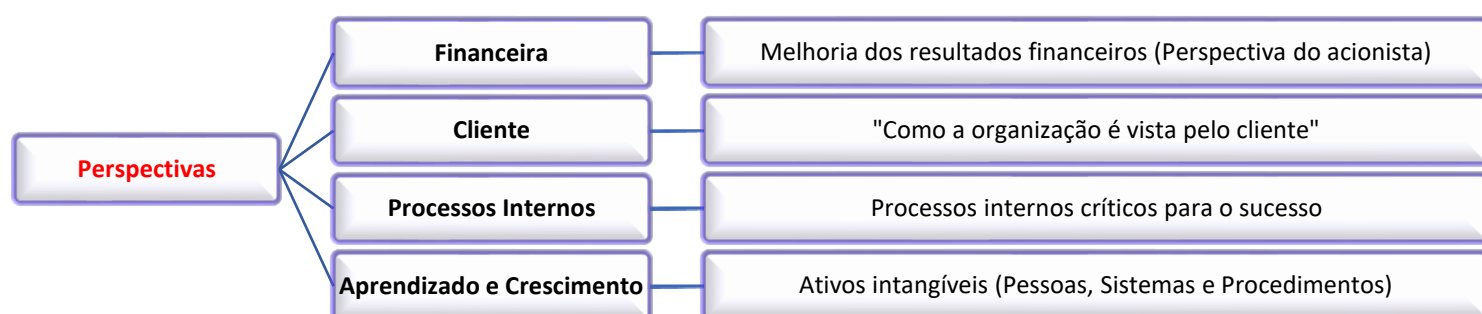 Perspectivas
Financeira
Melhoria dos resultados financeiros (Perspectiva do acionista)
Cliente
"Como a organização é vista pelo cliente"
Processos Internos
Processos internos críticos para o sucesso
Aprendizado e Crescimento
Ativos intangíveis (Pessoas, Sistemas e Procedimentos)